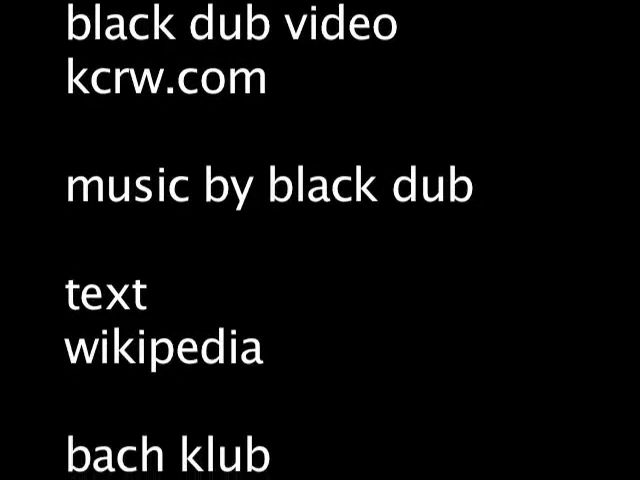 black dub video
kcrw.com
music by black dub
text
wikipedia
bach klub